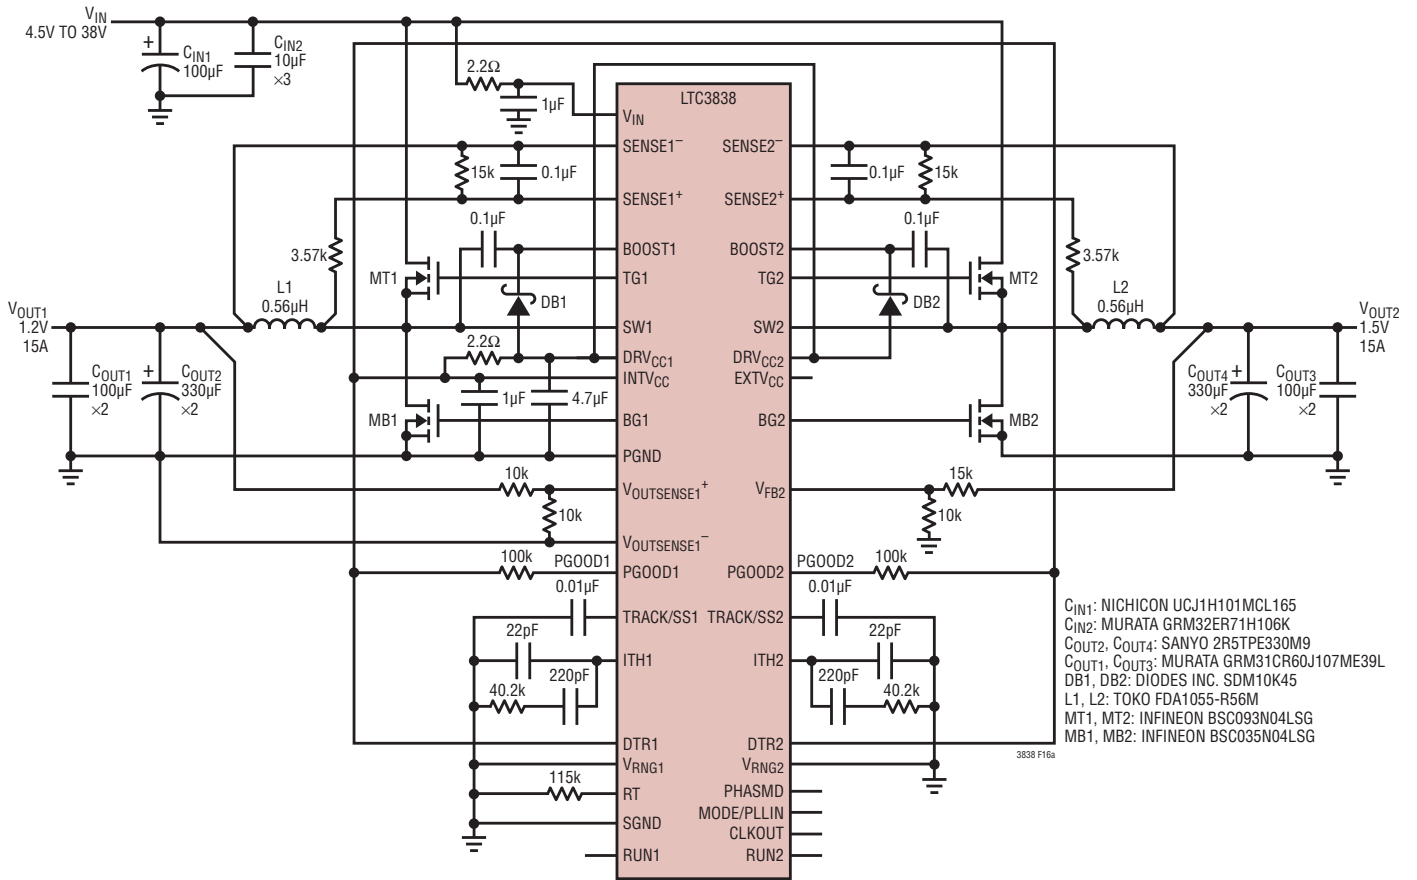 VIN
4.5V TO 38V
+
CIN1
100µF
CIN2
10µF
×3
2.2Ω
1µF
LTC3838
VIN
SENSE1–
SENSE2–
15k
0.1µF
0.1µF
15k
SENSE1+
SENSE2+
3.57k
0.1µF
0.1µF
3.57k
BOOST1
BOOST2
MT1
TG1
TG2
MT2
L1
0.56µH
DB1
DB2
L2
0.56µH
VOUT1
1.2V
15A
SW1
SW2
VOUT2
1.5V
15A
2.2Ω
DRVCC1
DRVCC2
INTVCC
EXTVCC
COUT1
100µF
×2
+
COUT2
330µF
×2
1µF
4.7µF
COUT4
330µF
×2
+
COUT3
100µF
×2
MB1
BG1
BG2
MB2
PGND
10k
VOUTSENSE1+
VFB2
15k
10k
10k
VOUTSENSE1–
100k
PGOOD1
PGOOD1
PGOOD2
PGOOD2
100k
0.01µF
0.01µF
TRACK/SS1
TRACK/SS2
22pF
22pF
ITH1
ITH2
220pF
220pF
40.2k
40.2k
DTR1
DTR2
VRNG1
VRNG2
115k
RT
PHASMD
MODE/PLLIN
SGND
CLKOUT
RUN1
RUN2
3838 F16a
CIN1: NICHICON UCJ1H101MCL165
CIN2: MURATA GRM32ER71H106K
COUT2, COUT4: SANYO 2R5TPE330M9
COUT1, COUT3: MURATA GRM31CR60J107ME39L
DB1, DB2: DIODES INC. SDM10K45
L1, L2: TOKO FDA1055-R56M
MT1, MT2: INFINEON BSC093N04LSG
MB1, MB2: INFINEON BSC035N04LSG